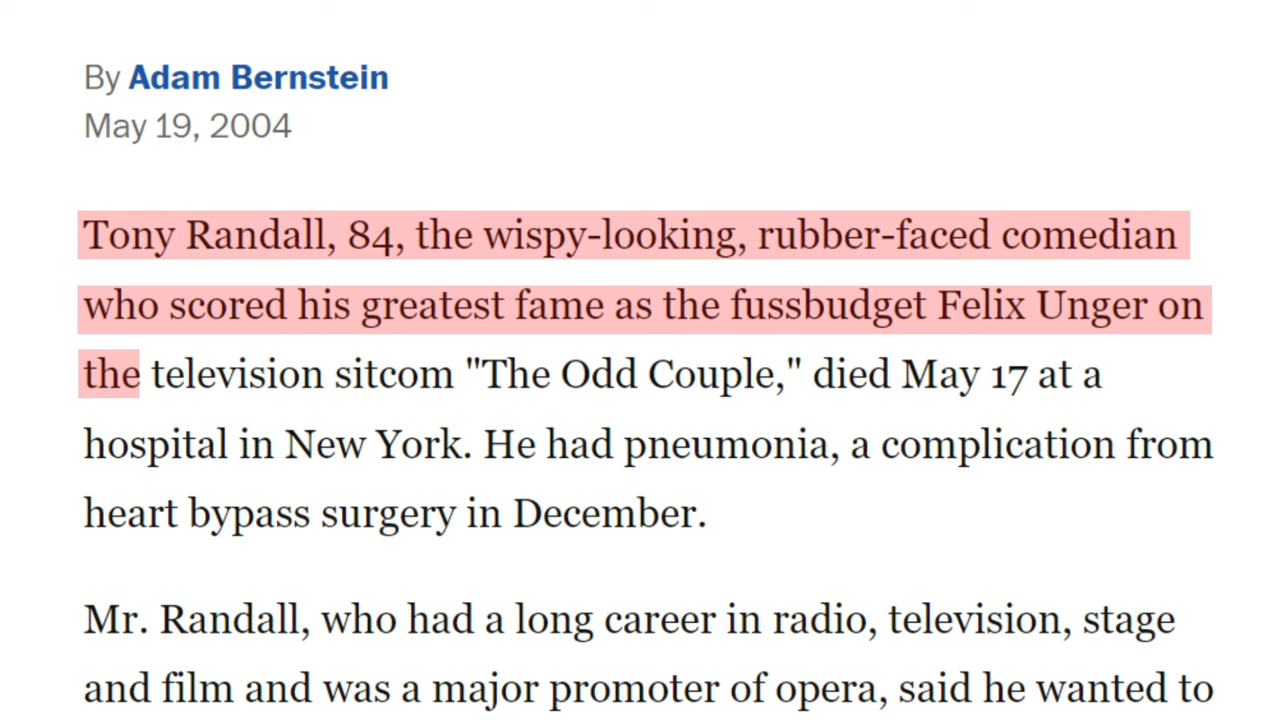 By Adam Bernstein
May 19, 2004
Tony Randall, 84, the wispy-looking, rubber-faced comedian
who scored his greatest fame as the fussbudget Felix Unger on
the television sitcom "The Odd Couple," died May 17 at a
hospital in New York. He had pneumonia, a complication from
heart bypass surgery in December.
Mr. Randall, who had a long career in radio, television, stage
and film and was a major promoter of opera, said he wanted to